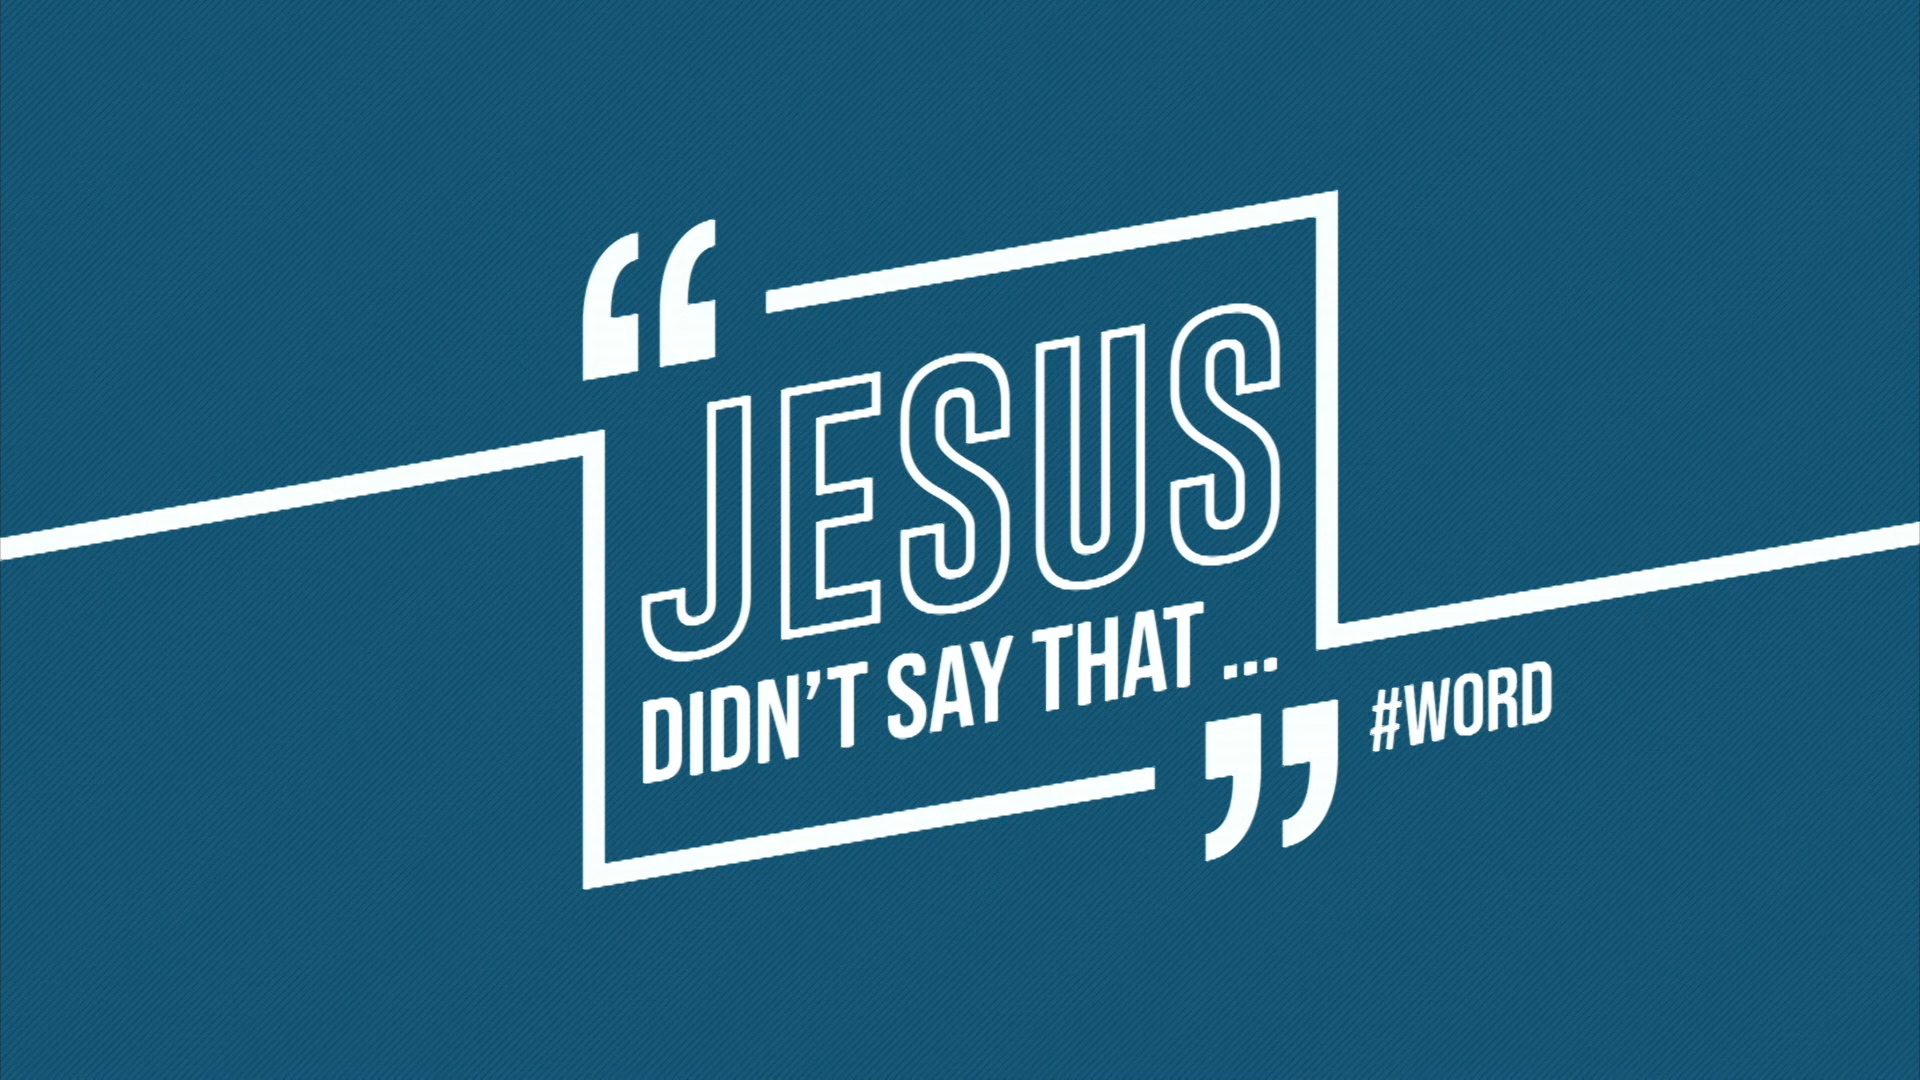 “JESUS
DIDN’T SAY THAT ...”
#WORD